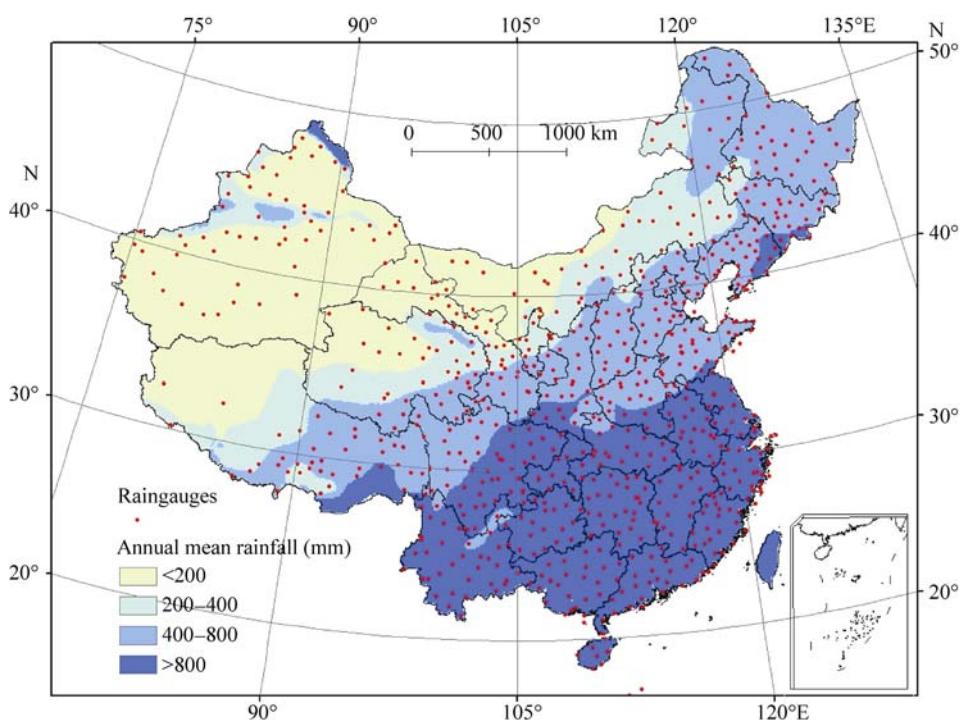 75° 90° 105° 120° 135°E
N
50°
0 500 1000 km
N
40°
40°
30°
30°
Raingauges
Annual mean rainfall (mm)
<200
200–400
400–800
>800
20°
20°
90° 105° 120°E